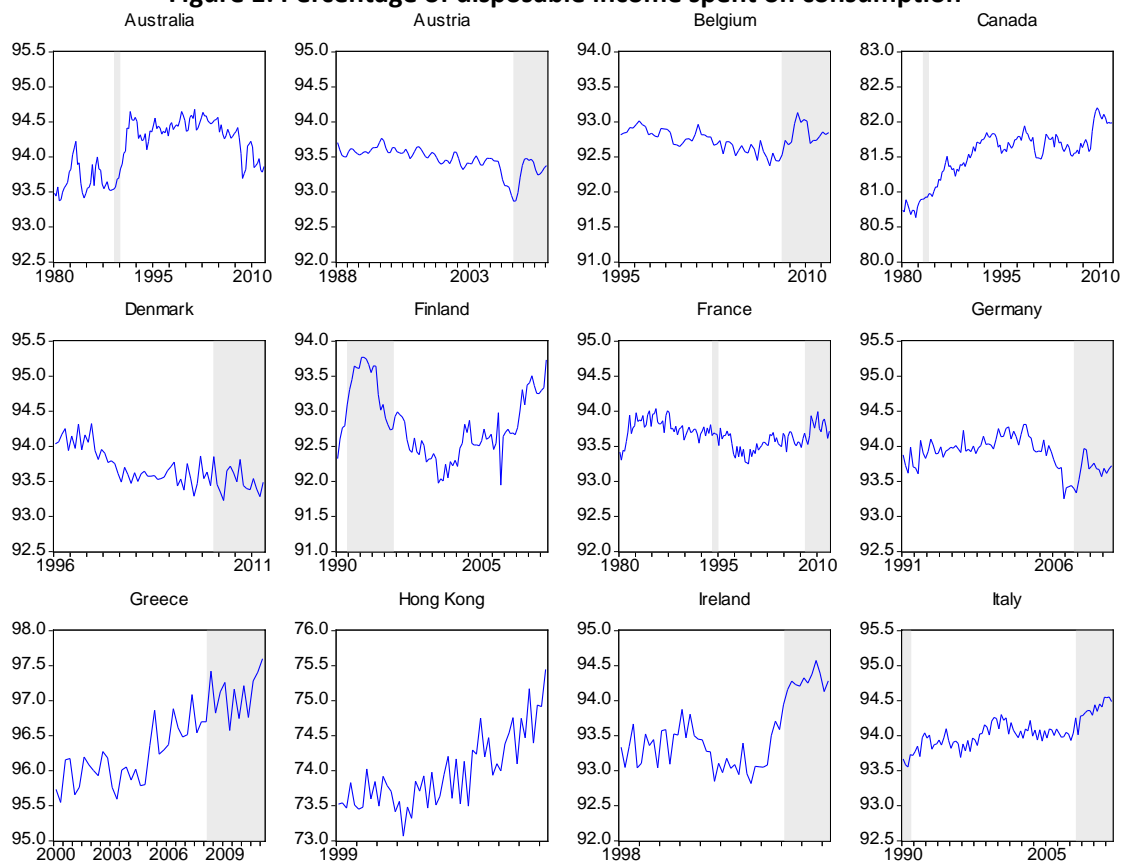 Figure 1: Percentage of disposable income spent on consumption
Australia Austria Belgium Canada
95.5 95.0 94.0 83.0
95.0 94.5 93.5 82.5
94.5 94.0 93.0 82.0
94.0 93.5 92.5 81.5
93.5 93.0 92.0 81.0
93.0 92.5 91.5 80.5
92.5 92.0 91.0 80.0
1980 1995 2010 1988 2003 1995 2010 1980 1995 2010
Denmark Finland France Germany
95.5 94.0 95.0 95.5
95.0 93.5 94.5 95.0
94.5 93.0 94.0 94.5
94.0 92.5 93.5 94.0
93.5 92.0 93.0 93.5
93.0 91.5 92.5 93.0
92.5 91.0 92.0 92.5
1996 2011 1990 2005 1980 1995 2010 1991 2006
Greece Hong Kong Ireland Italy
98.0 76.0 95.0 95.5
97.5 75.5 94.5 95.0
97.0 75.0 94.0 94.5
96.5 74.5 93.5 94.0
96.0 74.0 93.0 93.5
95.5 73.5 92.5 93.0
95.0 73.0 92.0 92.5
2000 2003 2006 2009 1999 1998 1990 2005